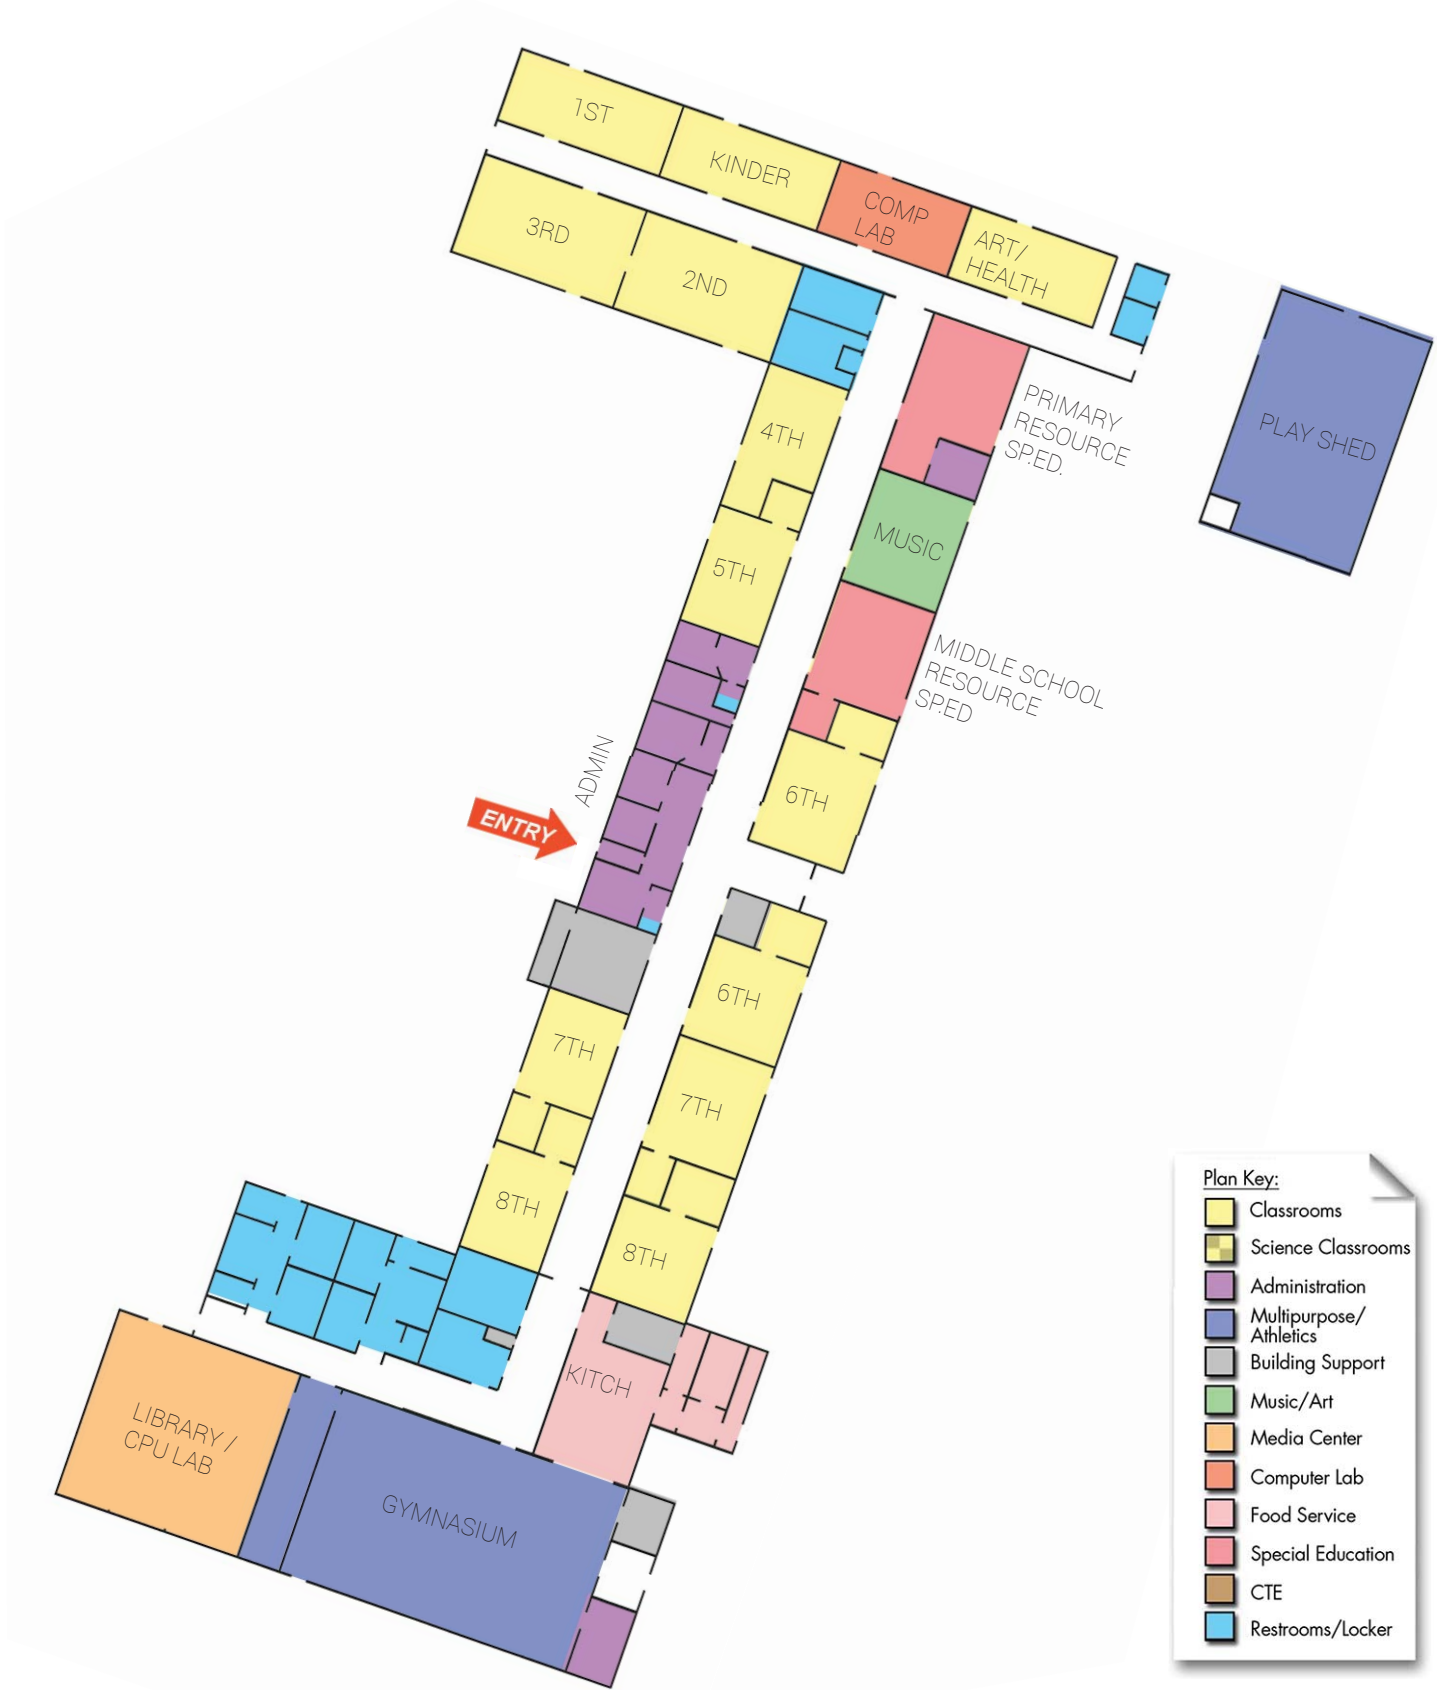 1ST
KINDER
COMP
LAB
ART/
HEALTH
3RD
2ND
PRIMARY
RESOURCE
SP.ED.
PLAY SHED
4TH
MUSIC
5TH
MIDDLE SCHOOL
RESOURCE
SP.ED
ADMIN
ENTRY
6TH
6TH
7TH
7TH
8TH
8TH
KITCH
LIBRARY /
CPU LAB
GYMNASIUM
Plan Key:
Classrooms
Science Classrooms
Administration
Multipurpose/
Athletics
Building Support
Music/Art
Media Center
Computer Lab
Food Service
Special Education
CTE
Restrooms/Locker